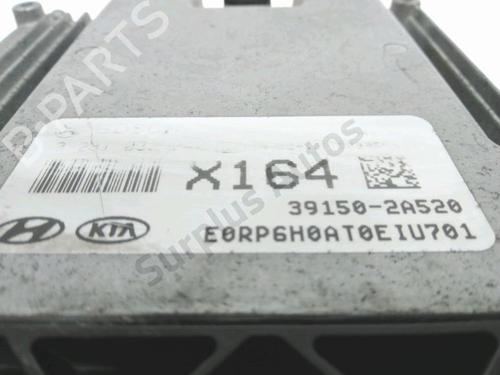 B-PARTS
X164
39150-2A520
KIA
E0RP6H0AT0EIU701
Surplus Autos